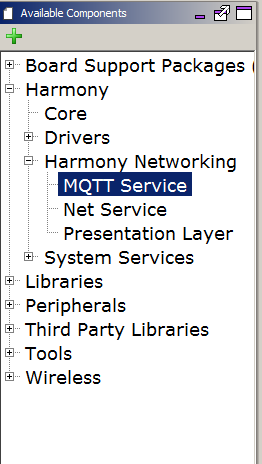 Available Components
Board Support Packages (
Harmony
Core
Drivers
Harmony Networking
MQTT Service
Net Service
Presentation Layer
System Services
Libraries
Peripherals
Third Party Libraries
Tools
Wireless